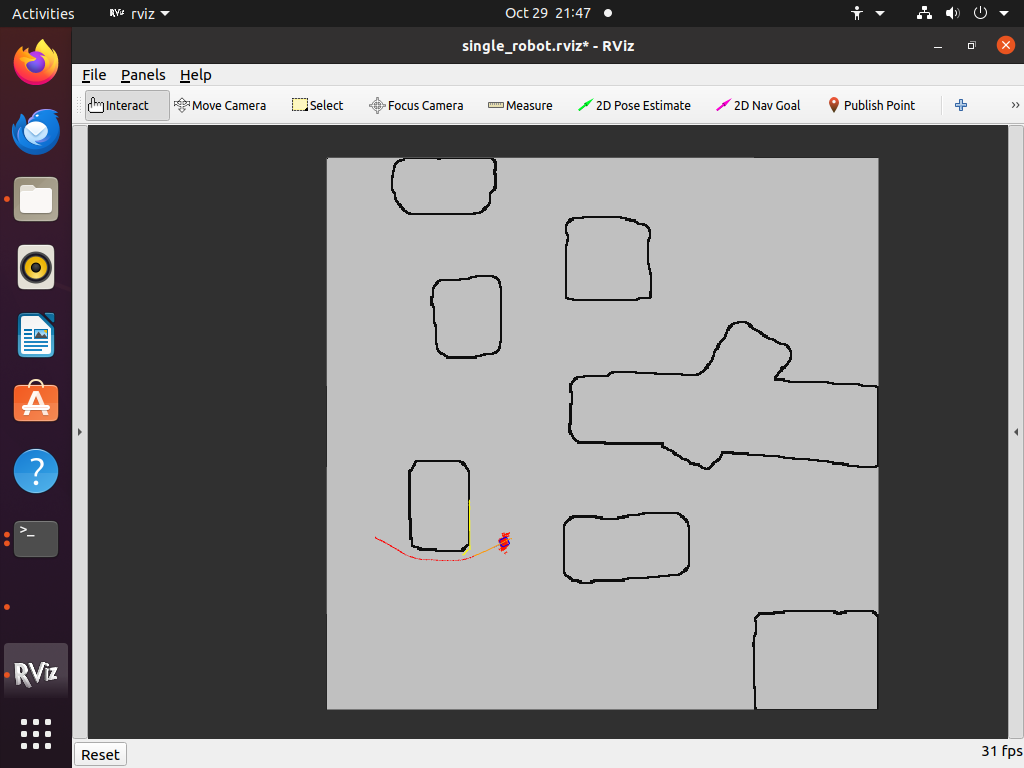 Activities
RViz
rviz
Oct 29 21:47
single_robot.rviz* - RViz
File Panels Help
Interact Move Camera Select Focus Camera Measure 2D Pose Estimate 2D Nav Goal Publish Point »
?
>_
RViz
Reset
31 fps